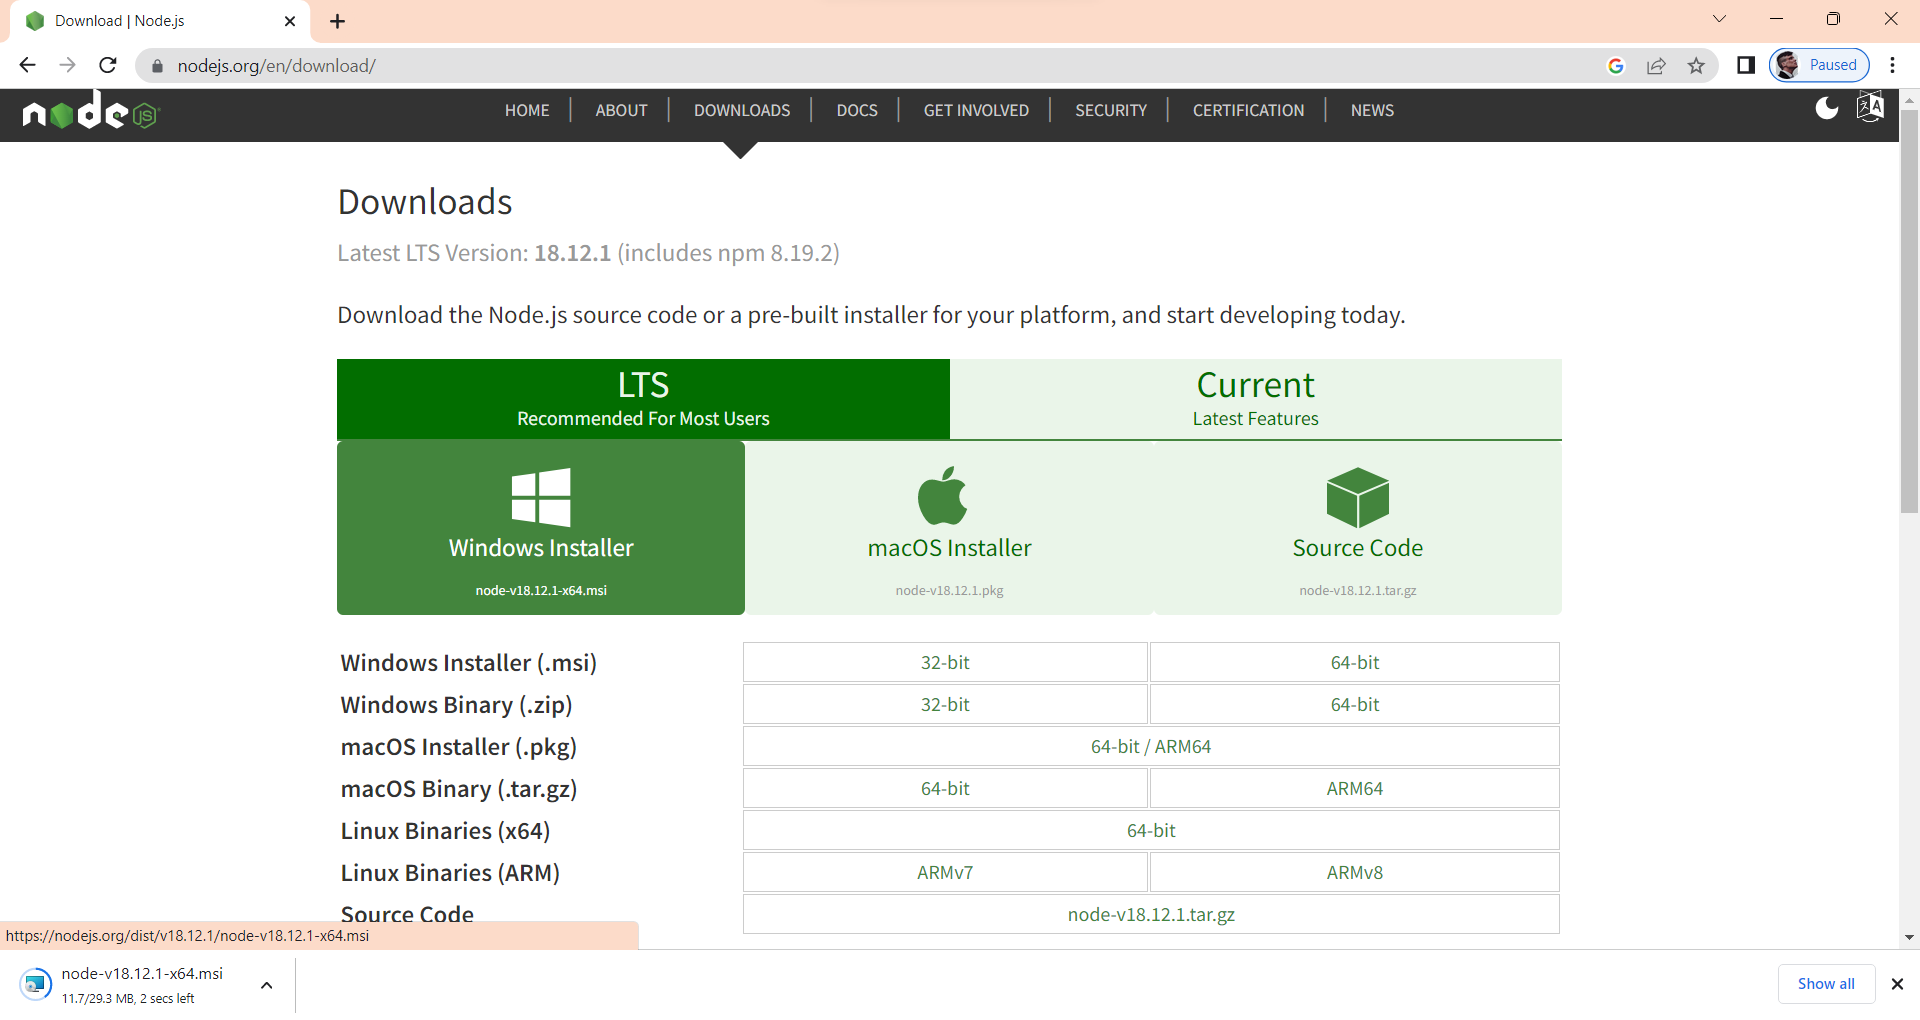 Download | Node.js
nodejs.org/en/download/
Paused
node JS
HOME ABOUT DOWNLOADS DOCS GET INVOLVED SECURITY CERTIFICATION NEWS
Downloads
Latest LTS Version: 18.12.1 (includes npm 8.19.2)
Download the Node.js source code or a pre-built installer for your platform, and start developing today.
LTS
Recommended For Most Users
Current
Latest Features
Windows Installer
node-v18.12.1-x64.msi
macOS Installer
node-v18.12.1.pkg
Source Code
node-v18.12.1.tar.gz
Windows Installer (.msi) 32-bit 64-bit
Windows Binary (.zip) 32-bit 64-bit
macOS Installer (.pkg) 64-bit / ARM64
macOS Binary (.tar.gz) 64-bit ARM64
Linux Binaries (x64) 64-bit
Linux Binaries (ARM) ARMv7 ARMv8
Source Code node-v18.12.1.tar.gz
https://nodejs.org/dist/v18.12.1/node-v18.12.1-x64.msi
node-v18.12.1-x64.msi
11.7/29.3 MB, 2 secs left
Show all